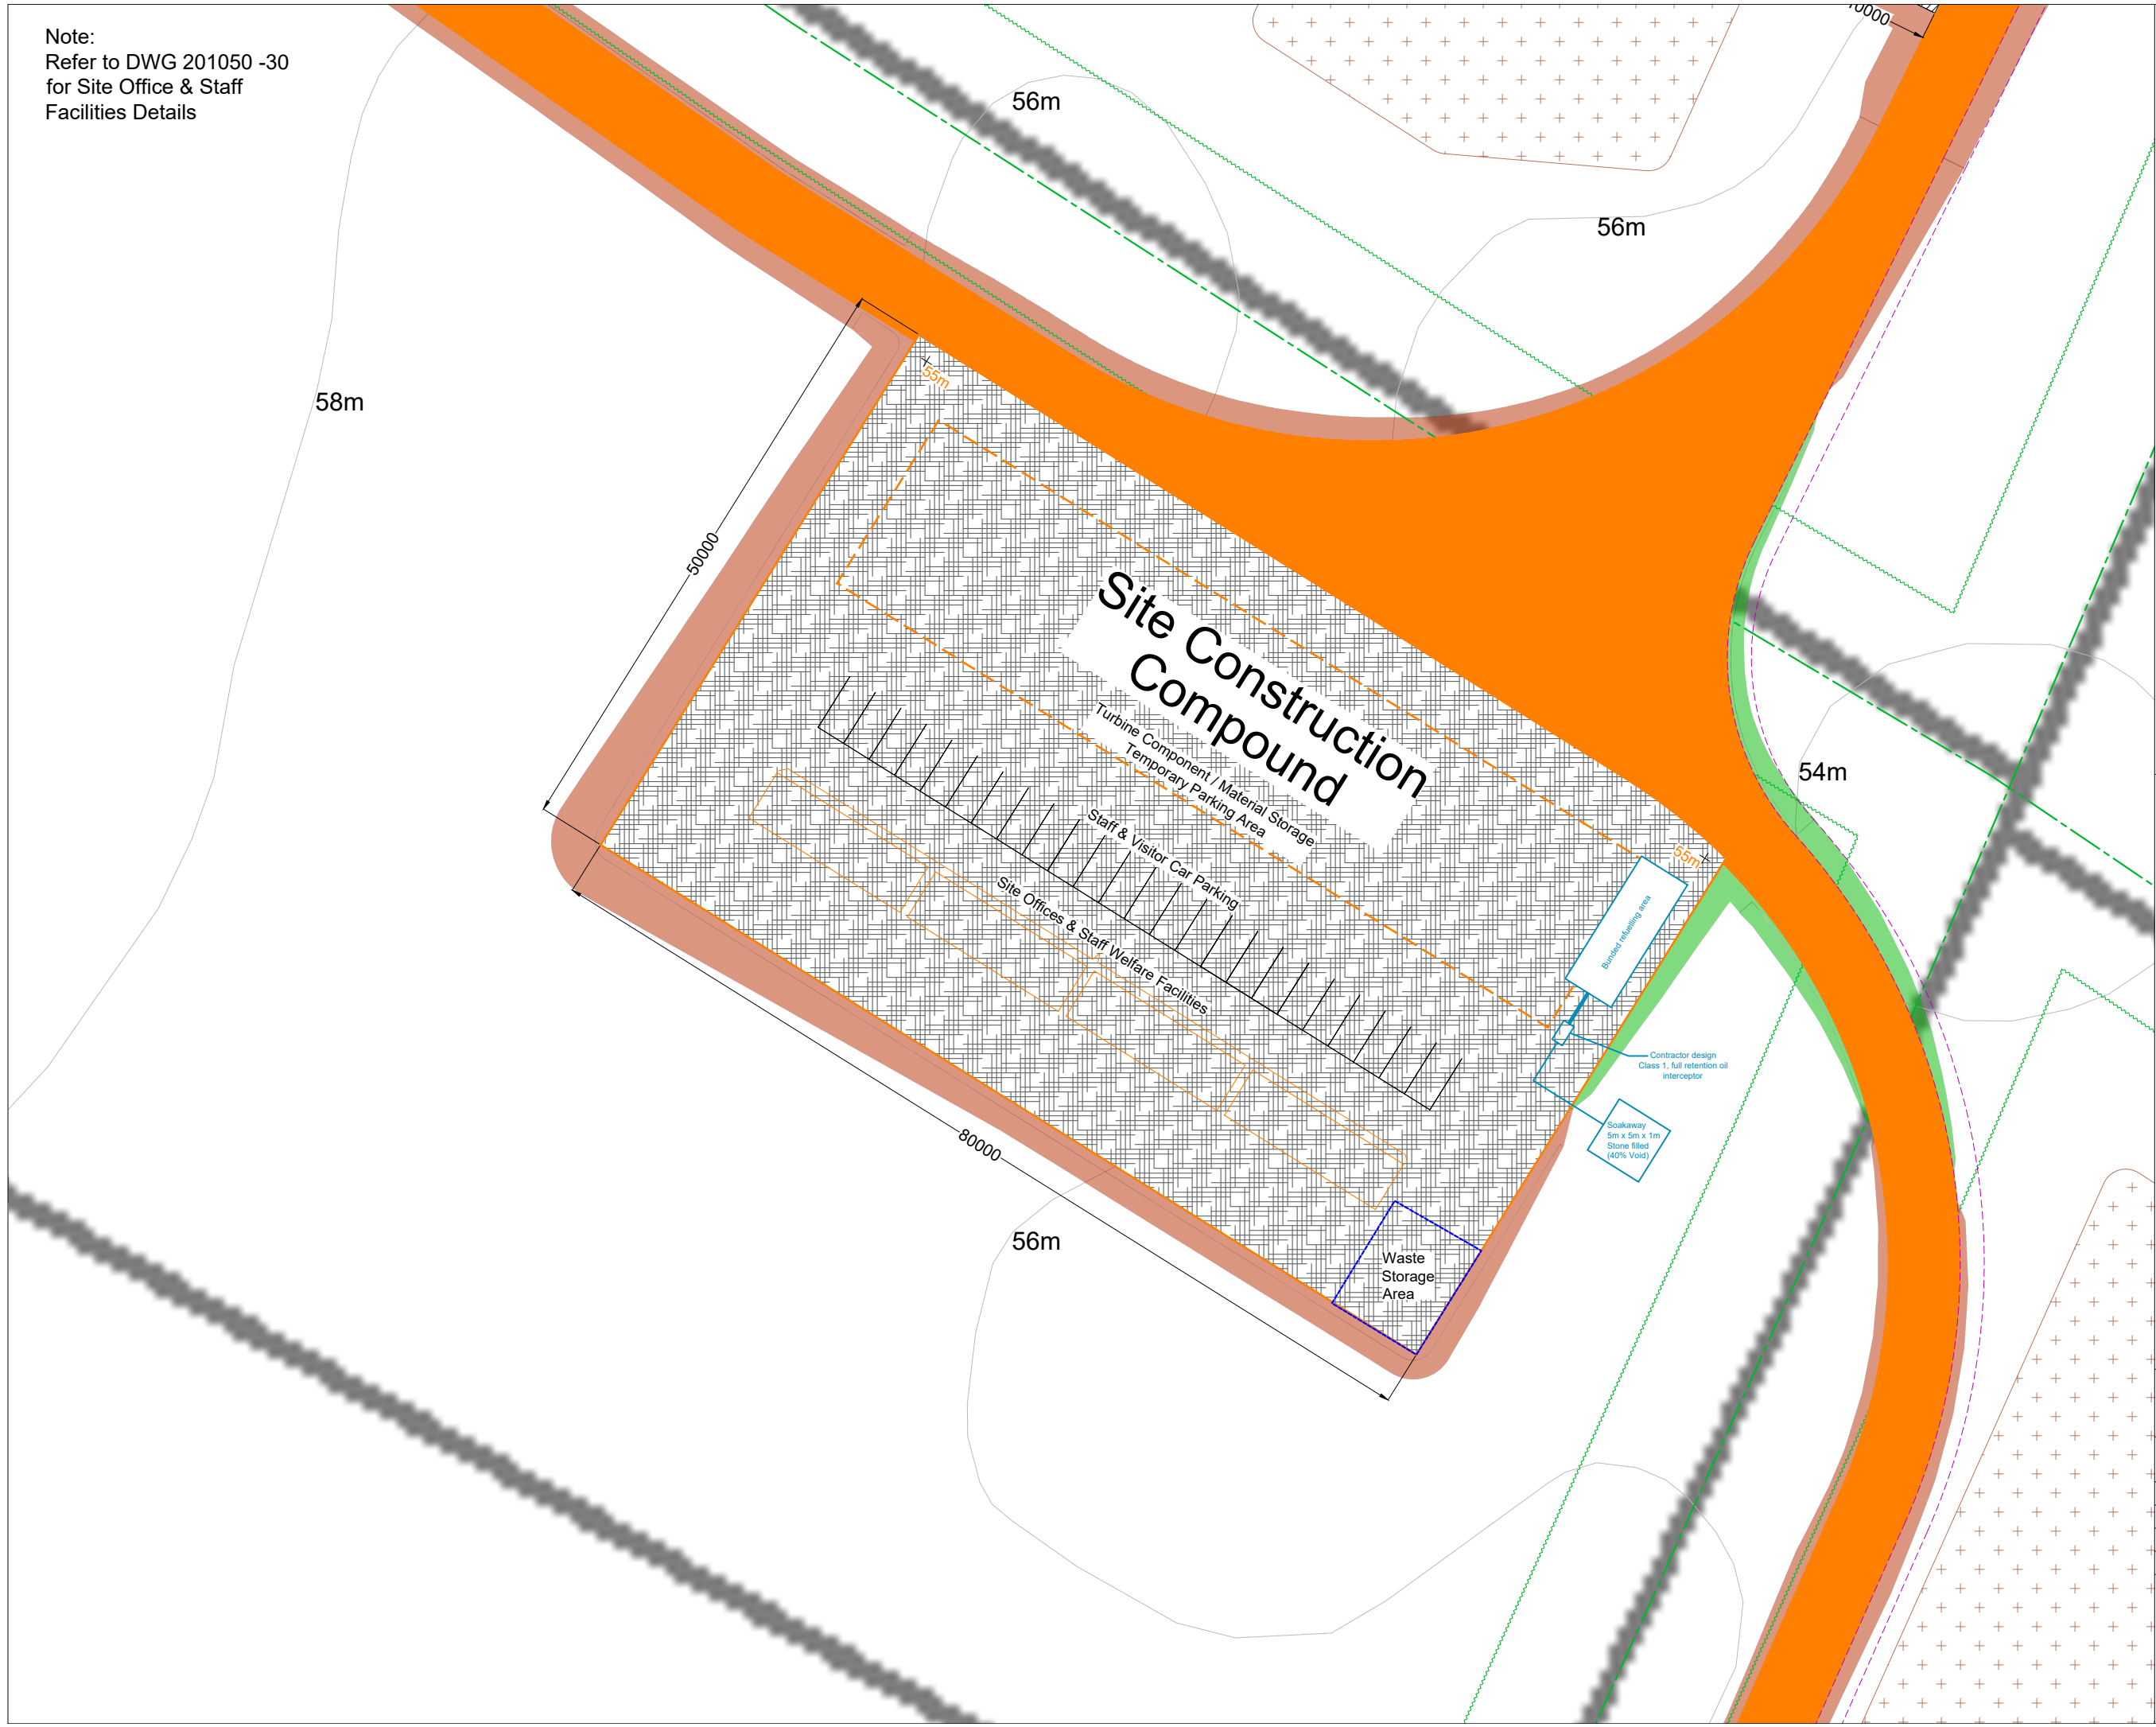 Note:
Refer to DWG 201050 -30
for Site Office & Staff
Facilities Details
56m
56m
58m
55m
50000
Site Construction
Compound
Turbine Component / Material Storage
Temporary Parking Area
Staff & Visitor Car Parking
Site Offices & Staff Welfare Facilities
54m
55m
Bunded refuelling area
Contractor design
Class 1, full retention oil
interceptor
Soakaway
5m x 5m x 1m
Stone filled
(40% Void)
80000
56m
Waste
Storage
Area